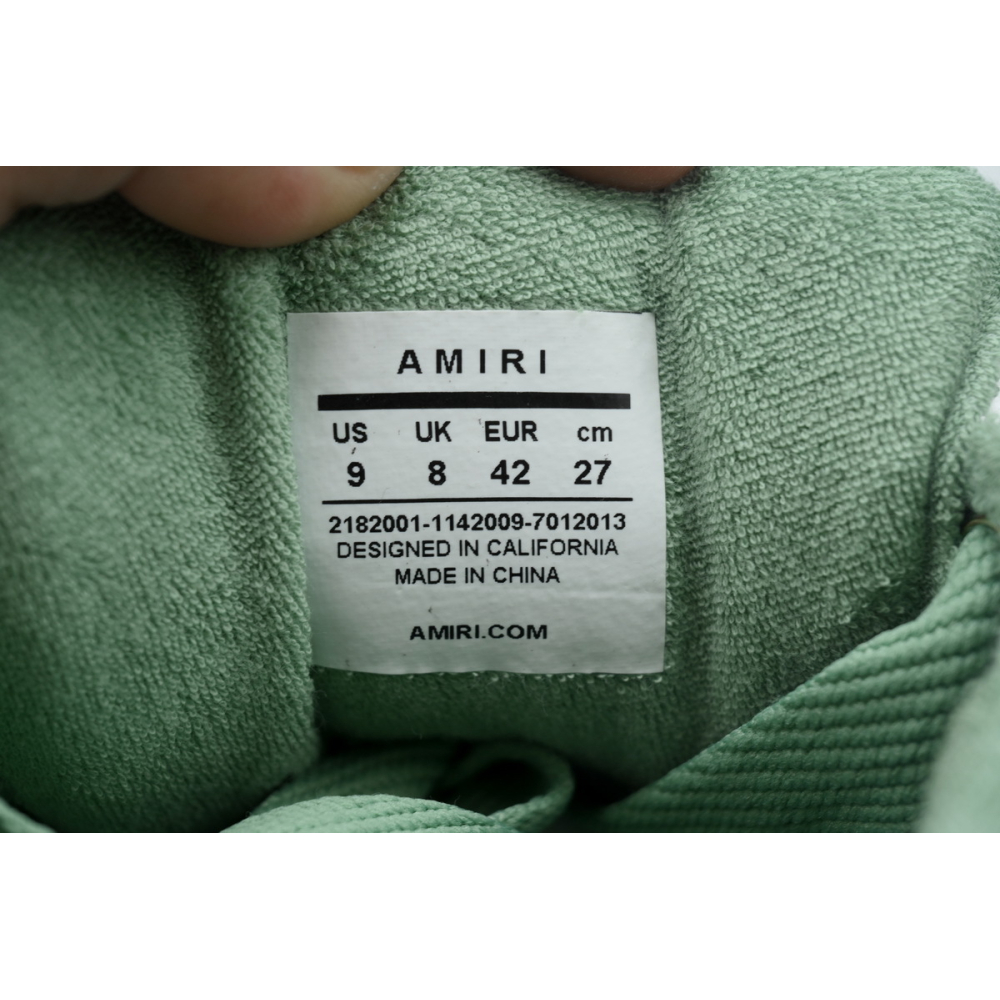 AMIRI
US UK EUR cm
9 8 42 27
2182001-1142009-7012013
DESIGNED IN CALIFORNIA
MADE IN CHINA
AMIRI.COM